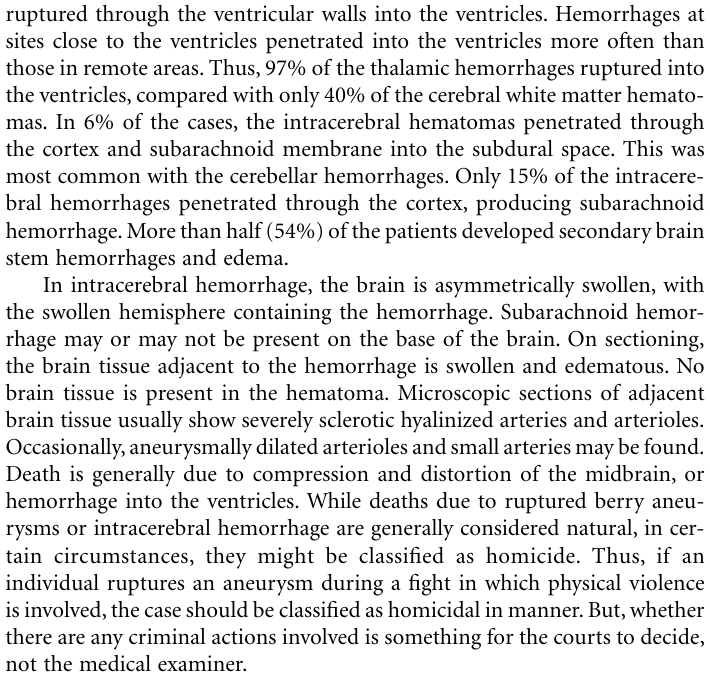 ruptured through the ventricular walls into the ventricles. Hemorrhages at
sites close to the ventricles penetrated into the ventricles more often than
those in remote areas. Thus, 97% of the thalamic hemorrhages ruptured into
the ventricles, compared with only 40% of the cerebral white matter hemato-
mas. In 6% of the cases, the intracerebral hematomas penetrated through
the cortex and subarachnoid membrane into the subdural space. This was
most common with the cerebellar hemorrhages. Only 15% of the intracere-
bral hemorrhages penetrated through the cortex, producing subarachnoid
hemorrhage. More than half (54%) of the patients developed secondary brain
stem hemorrhages and edema.
In intracerebral hemorrhage, the brain is asymmetrically swollen, with
the swollen hemisphere containing the hemorrhage. Subarachnoid hemor-
rhage may or may not be present on the base of the brain. On sectioning,
the brain tissue adjacent to the hemorrhage is swollen and edematous. No
brain tissue is present in the hematoma. Microscopic sections of adjacent
brain tissue usually show severely sclerotic hyalinized arteries and arterioles.
Occasionally, aneurysmally dilated arterioles and small arteries may be found.
Death is generally due to compression and distortion of the midbrain, or
hemorrhage into the ventricles. While deaths due to ruptured berry aneu-
rysms or intracerebral hemorrhage are generally considered natural, in cer-
tain circumstances, they might be classified as homicide. Thus, if an
individual ruptures an aneurysm during a fight in which physical violence
is involved, the case should be classified as homicidal in manner. But, whether
there are any criminal actions involved is something for the courts to decide,
not the medical examiner.